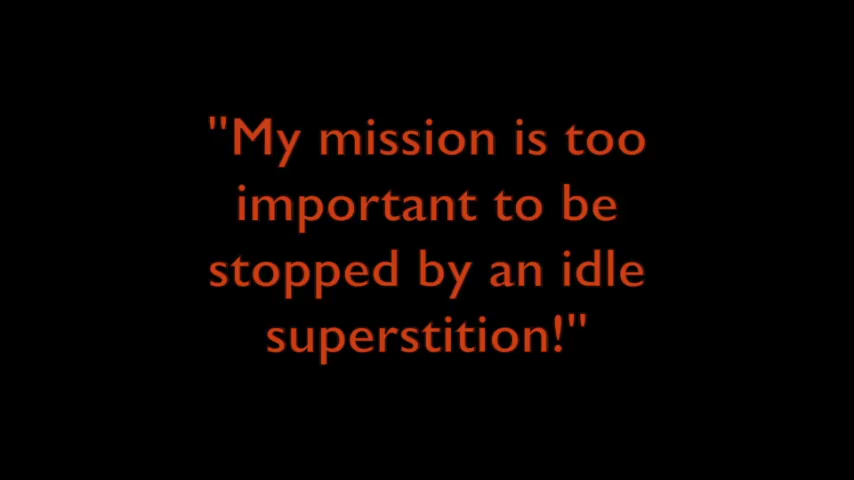 "My mission is too
important to be
stopped by an idle
superstition!"